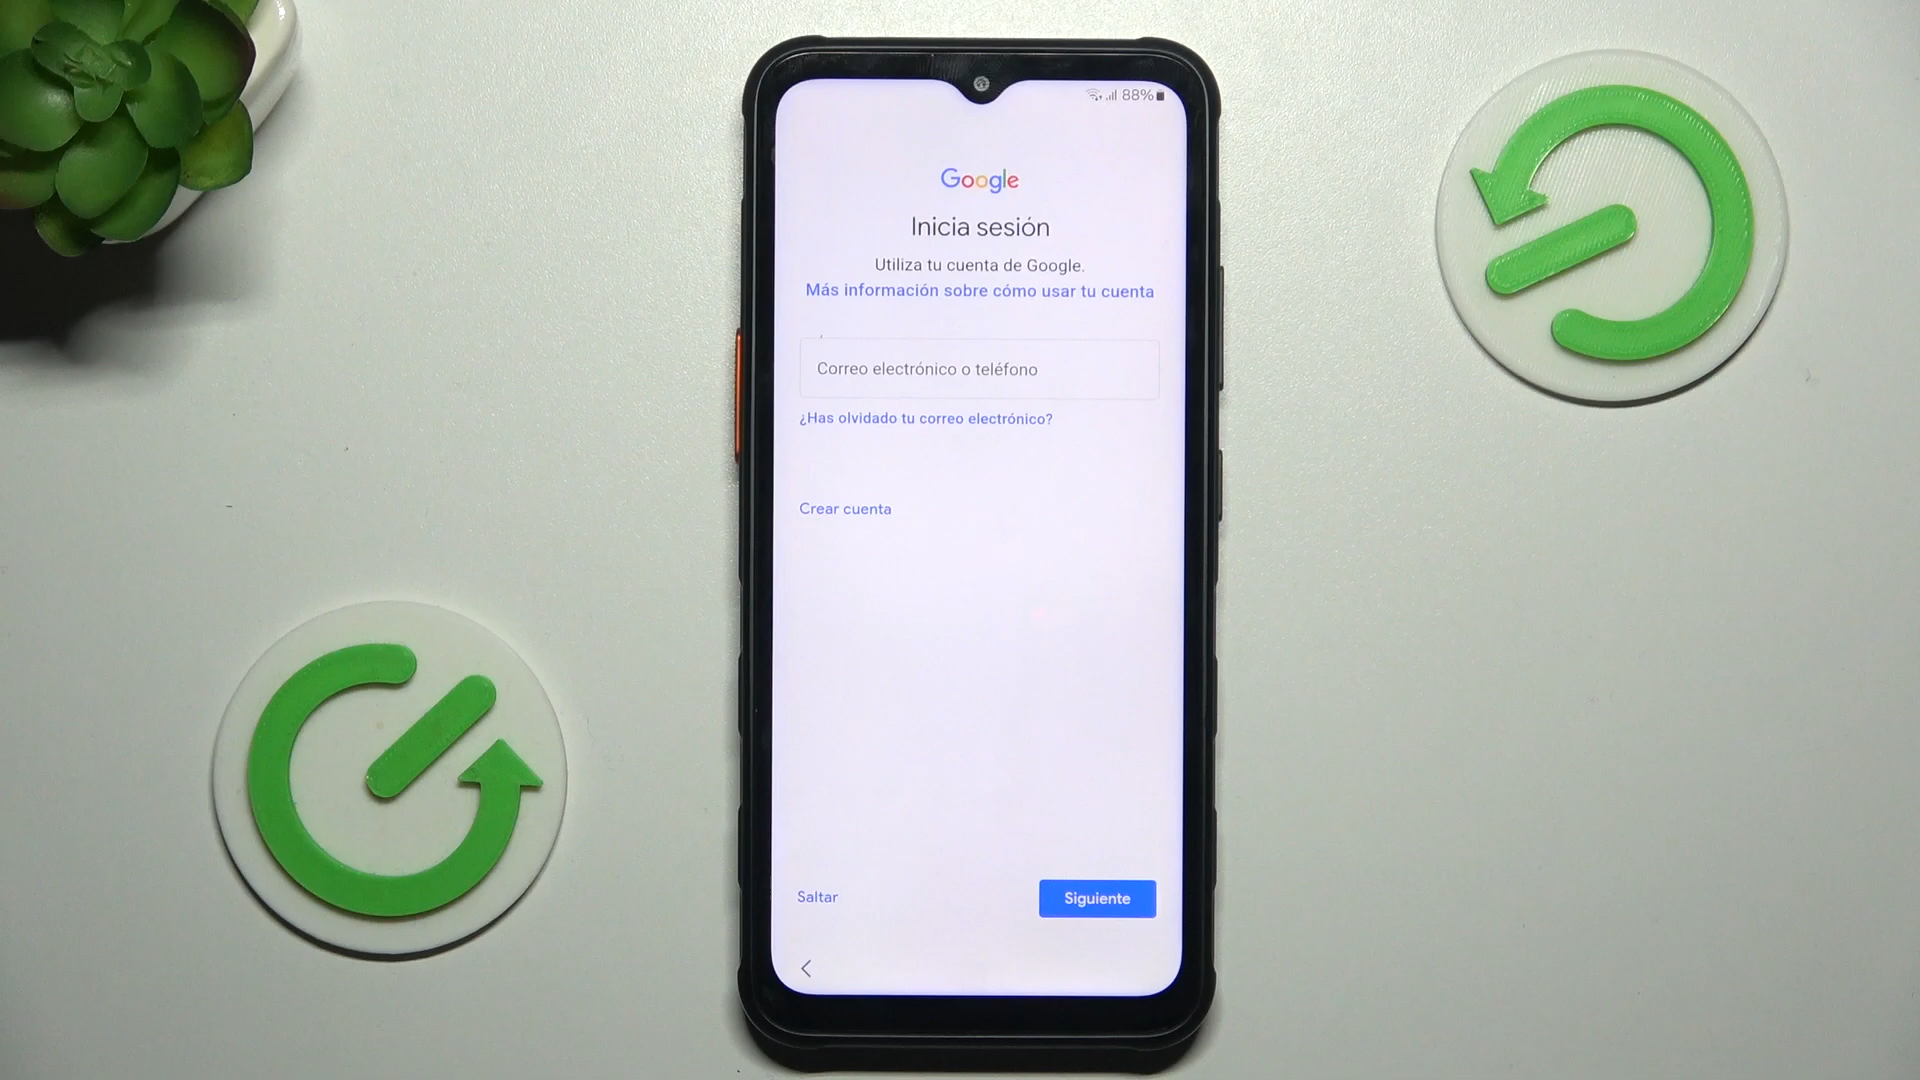 88%
Google
Inicia sesión
Utiliza tu cuenta de Google.
Más información sobre cómo usar tu cuenta
Correo electrónico o teléfono
¿Has olvidado tu correo electrónico?
Crear cuenta
Saltar
Siguiente